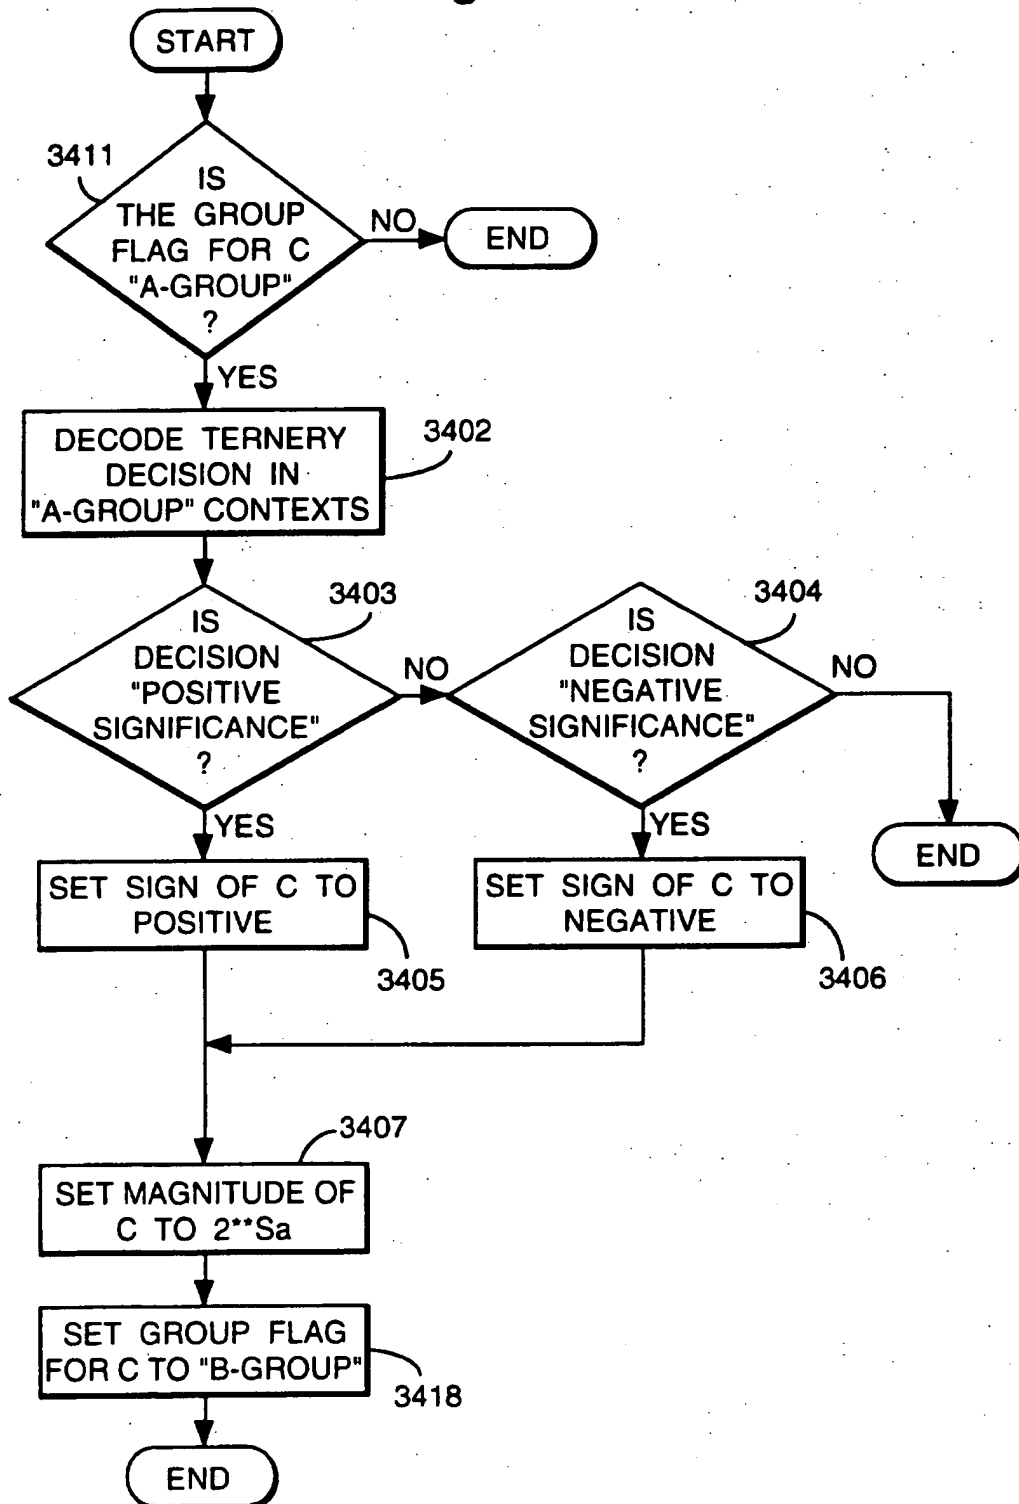 START
3411
IS
THE GROUP
FLAG FOR C
"A-GROUP"
?
NO
END
YES
DECODE TERNERY
DECISION IN
"A-GROUP" CONTEXTS
3402
3403
IS
DECISION
"POSITIVE
SIGNIFICANCE"
?
NO
3404
IS
DECISION
"NEGATIVE
SIGNIFICANCE"
?
NO
END
YES
YES
SET SIGN OF C TO
POSITIVE
3405
SET SIGN OF C TO
NEGATIVE
3406
3407
SET MAGNITUDE OF
C TO 2**Sa
SET GROUP FLAG
FOR C TO "B-GROUP"
3418
END